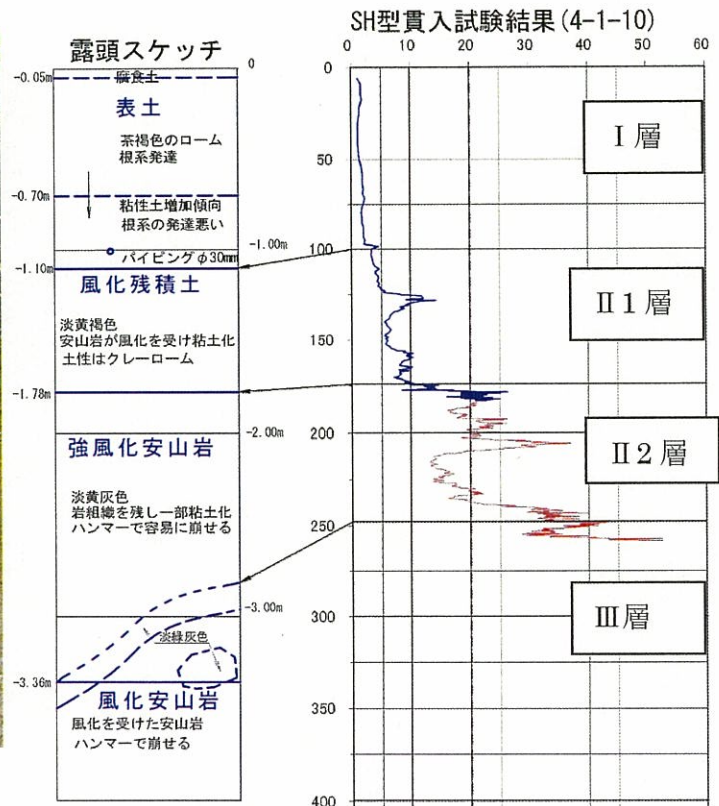 露頭スケッチ
0
-0.05m
腐食土
表土
茶褐色のローム
根系発達
-0.70m
粘性土増加傾向
根系の発達悪い
-1.00m
パイピングφ30mm
-1.10m
風化残積土
淡黄褐色
安山岩が風化を受け粘土化
土性はクレーローム
-1.78m
-2.00m
強風化安山岩
淡黄灰色
岩組織を残し一部粘土化
ハンマーで容易に崩せる
-3.00m
淡緑灰色
-3.36m
風化安山岩
風化を受けた安山岩
ハンマーで崩せる
SH型貫入試験結果(4-1-10)
0 10 20 30 40 50 60
0
50
100
150
200
250
300
350
400
Ⅰ層
Ⅱ1層
Ⅱ2層
Ⅲ層